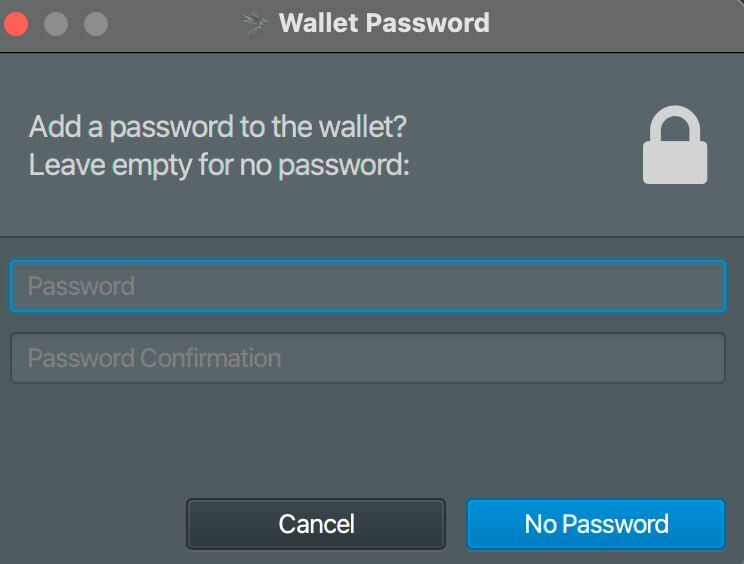 Wallet Password
Add a password to the wallet?
Leave empty for no password:
Password
Password Confirmation
Cancel
No Password